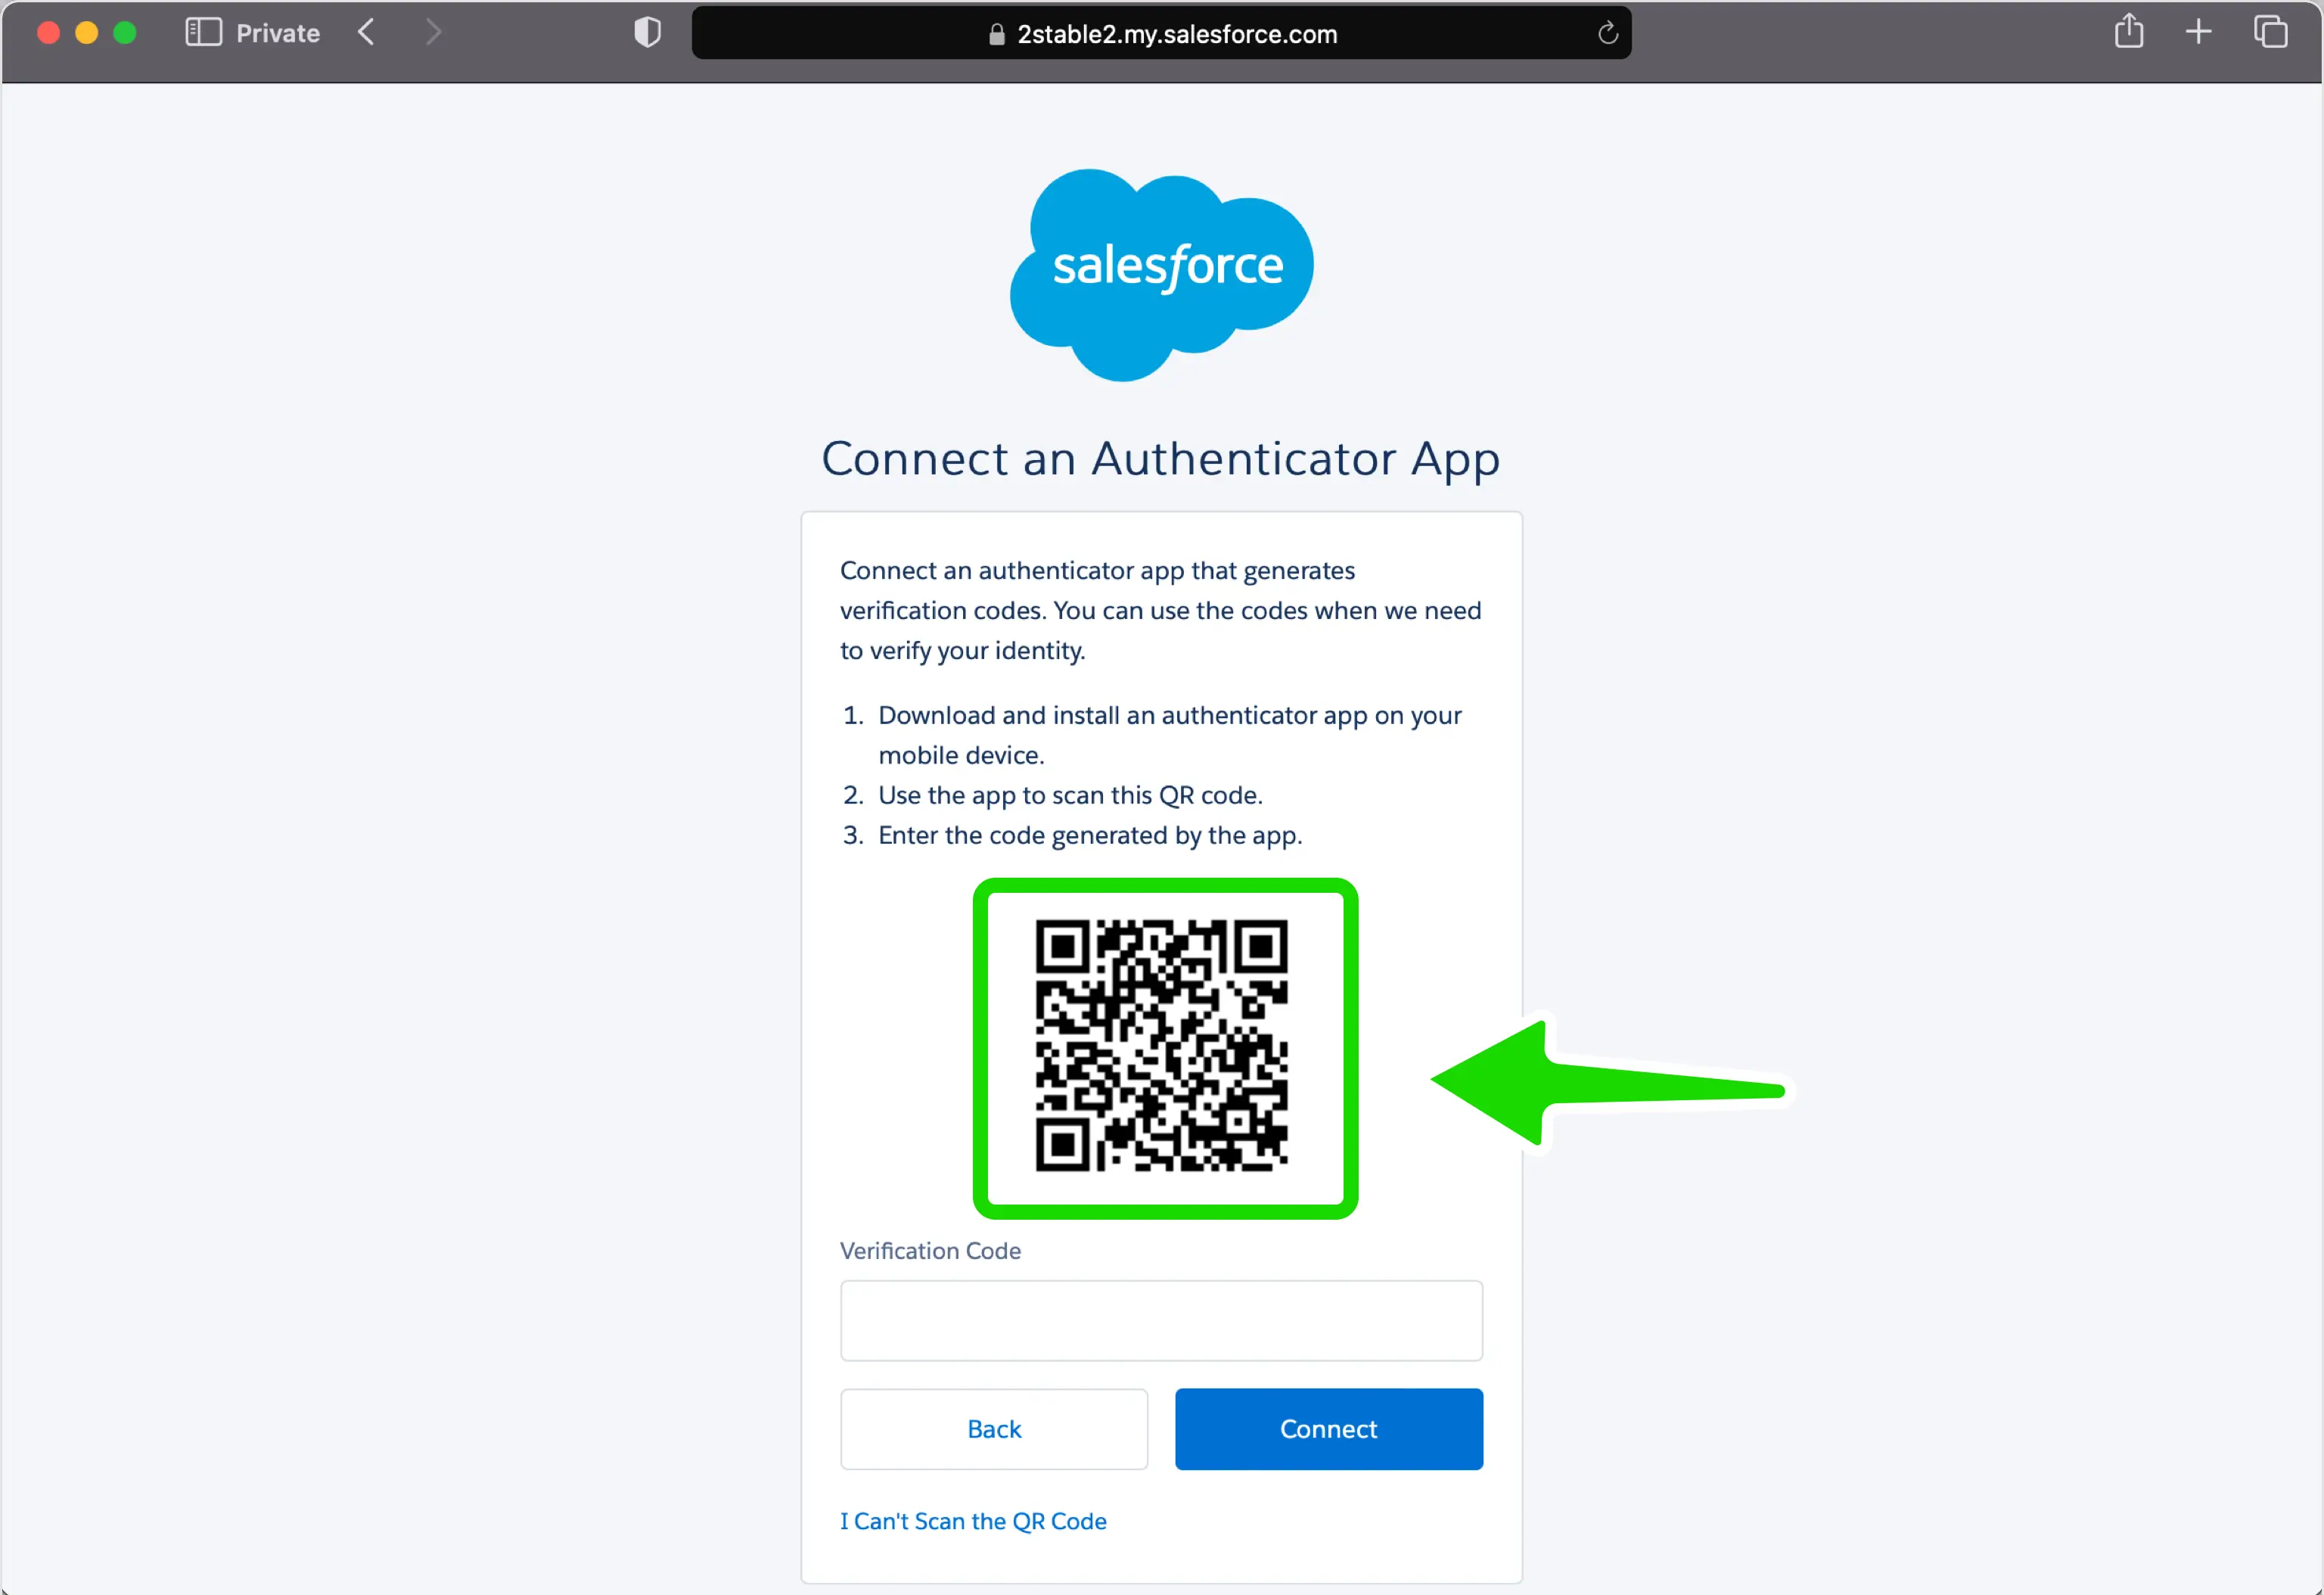 Private
2stable2.my.salesforce.com
salesforce
Connect an Authenticator App
Connect an authenticator app that generates
verification codes. You can use the codes when we need
to verify your identity.
1. Download and install an authenticator app on your
mobile device.
2. Use the app to scan this QR code.
3. Enter the code generated by the app.
Verification Code
Back
Connect
I Can't Scan the QR Code